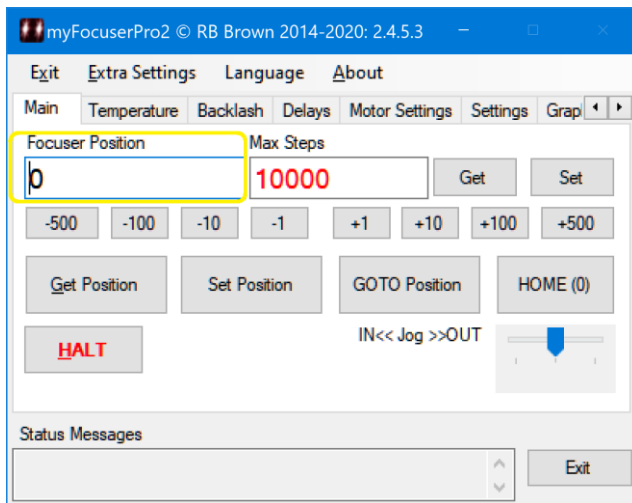 myFocuserPro2 © RB Brown 2014-2020: 2.4.5.3
Exit Extra Settings Language About
Main Temperature Backlash Delays Motor Settings Settings Grap
Focuser Position Max Steps
0 10000 Get Set
-500 -100 -10 -1 +1 +10 +100 +500
Get Position Set Position GOTO Position HOME (0)
IN<< Jog >>OUT
HALT
Status Messages
Exit